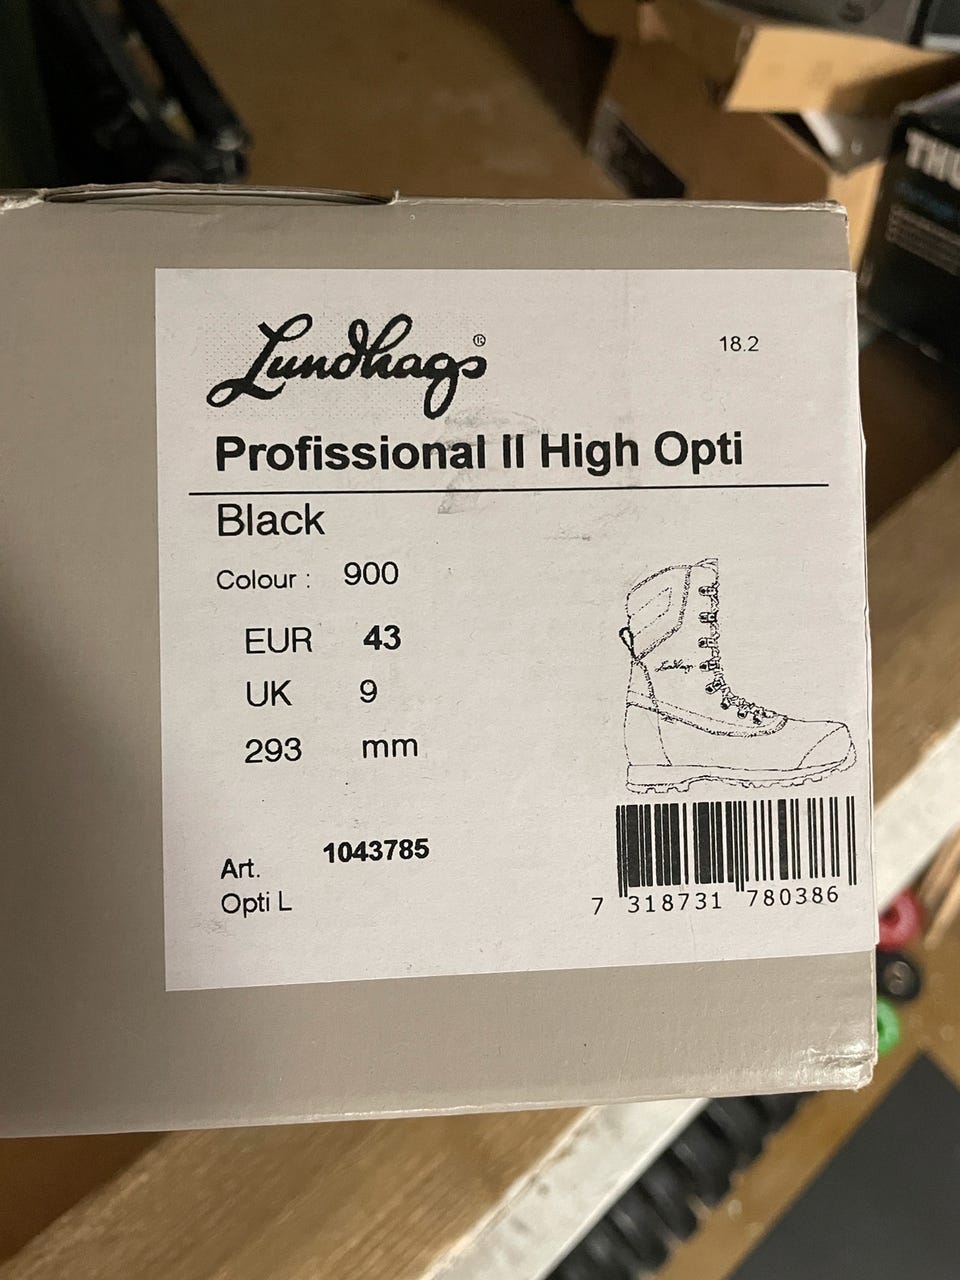 Lundhags®
18.2
Profissional II High Opti
Black
Colour : 900
EUR 43
UK 9
293 mm
Lundhags
Art. 1043785
Opti L
7 318731 780386